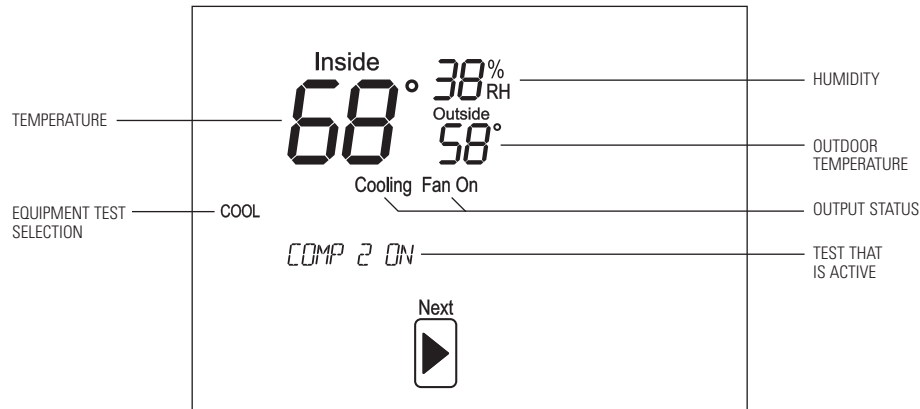 Inside
68°
38%
RH
Outside
58°
Cooling Fan On
COOL
COMP 2 ON
Next
TEMPERATURE
EQUIPMENT TEST
SELECTION
HUMIDITY
OUTDOOR
TEMPERATURE
OUTPUT STATUS
TEST THAT
IS ACTIVE